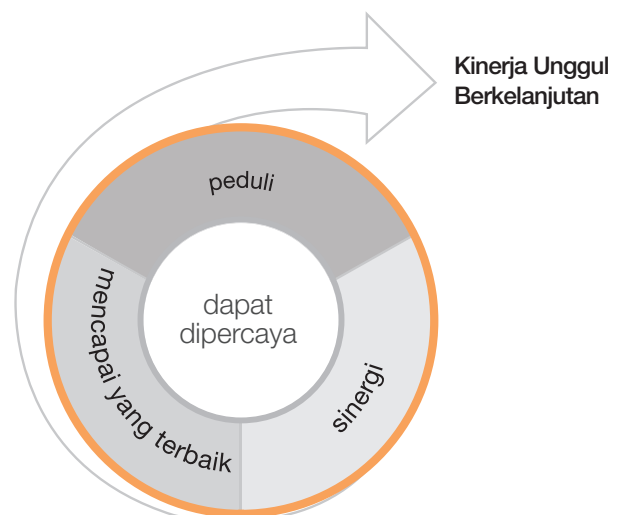 Kinerja Unggul
Berkelanjutan
peduli
dapat
dipercaya
mencapai yang terbaik
sinergi